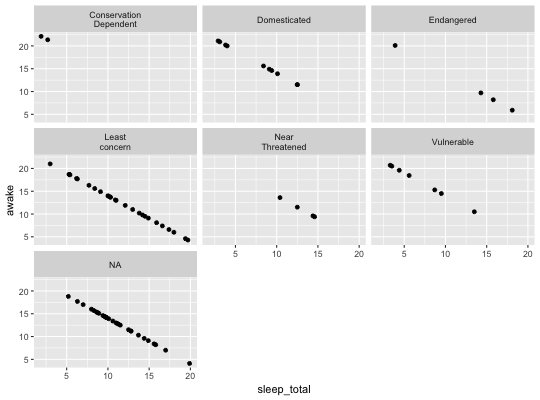 Conservation
Dependent
Domesticated
Endangered
20
15
10
5
Least
concern
Near
Threatened
Vulnerable
20
15
10
5
5 10 15 20
5 10 15 20
NA
20
15
10
5
5 10 15 20
awake
sleep_total